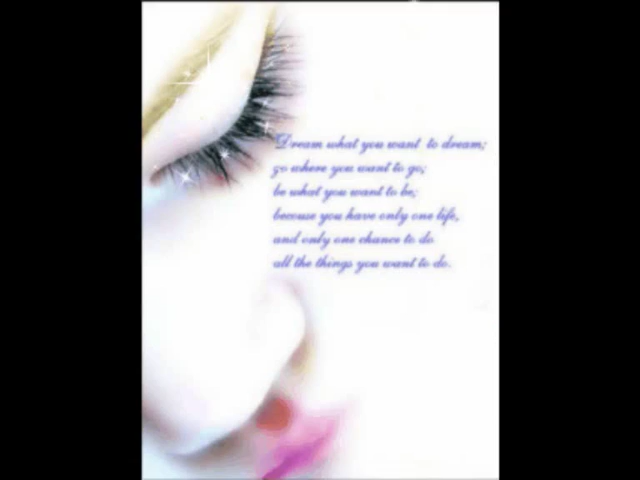 Dream what you want to dream;
go where you want to go;
be what you want to be;
becouse you have only one life,
and only one chance to do
all the things you want to do.